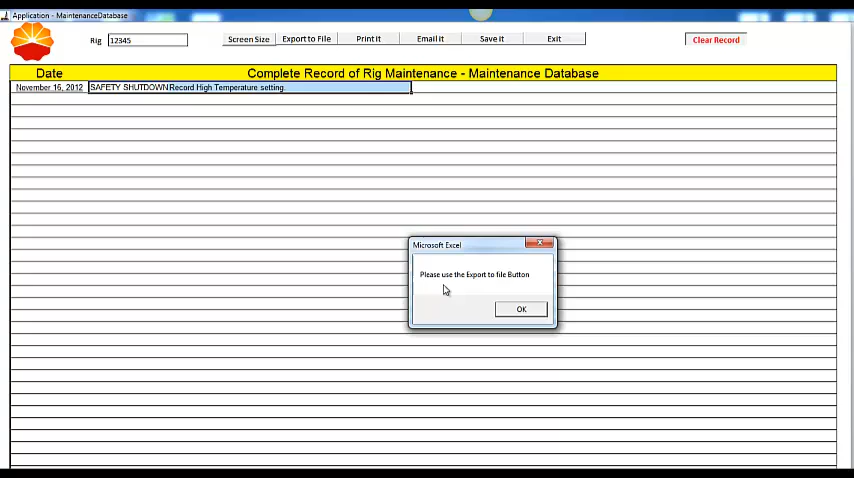 Application - MaintenanceDatabase
Rig 12345 Screen Size Export to File Print it Email it Save it Exit Clear Record
Date Complete Record of Rig Maintenance - Maintenance Database
November 16, 2012 SAFETY SHUTDOWN Record High Temperature setting.
Microsoft Excel
Please use the Export to file Button
OK